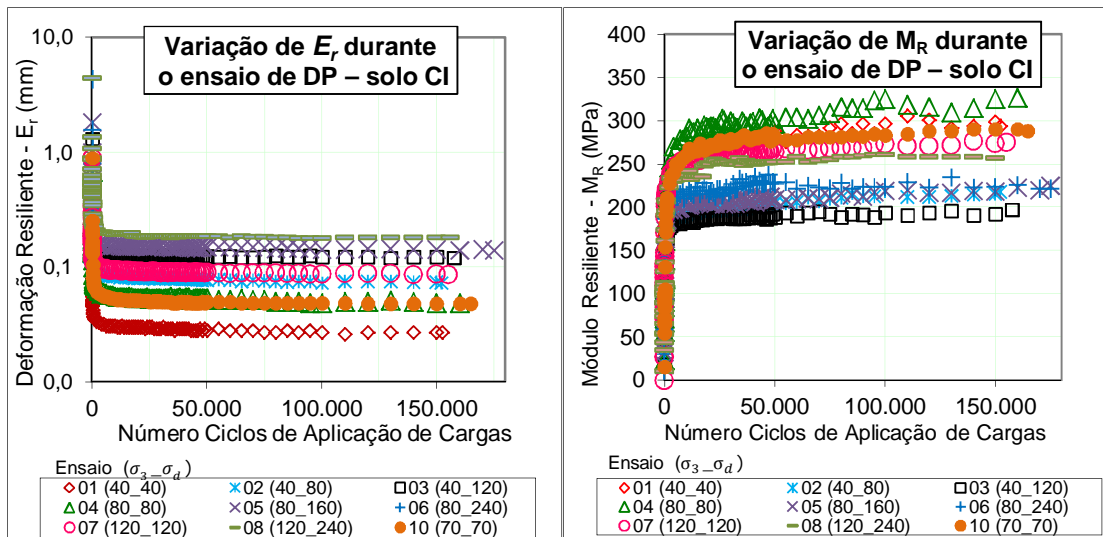 Variação de Er durante
o ensaio de DP – solo CI
Deformação Resiliente - Er (mm)
10,0
1,0
0,1
0,0
0 50.000 100.000 150.000
Número Ciclos de Aplicação de Cargas
Ensaio (σ3_σd)
01 (40_40) 02 (40_80) 03 (40_120)
04 (80_80) 05 (80_160) 06 (80_240)
07 (120_120) 08 (120_240) 10 (70_70)
Variação de MR durante
o ensaio de DP – solo CI
Módulo Resiliente - MR (MPa)
400
350
300
250
200
150
100
50
0
0 50.000 100.000 150.000
Número Ciclos de Aplicação de Cargas
Ensaio (σ3_σd)
01 (40_40) 02 (40_80) 03 (40_120)
04 (80_80) 05 (80_160) 06 (80_240)
07 (120_120) 08 (120_240) 10 (70_70)